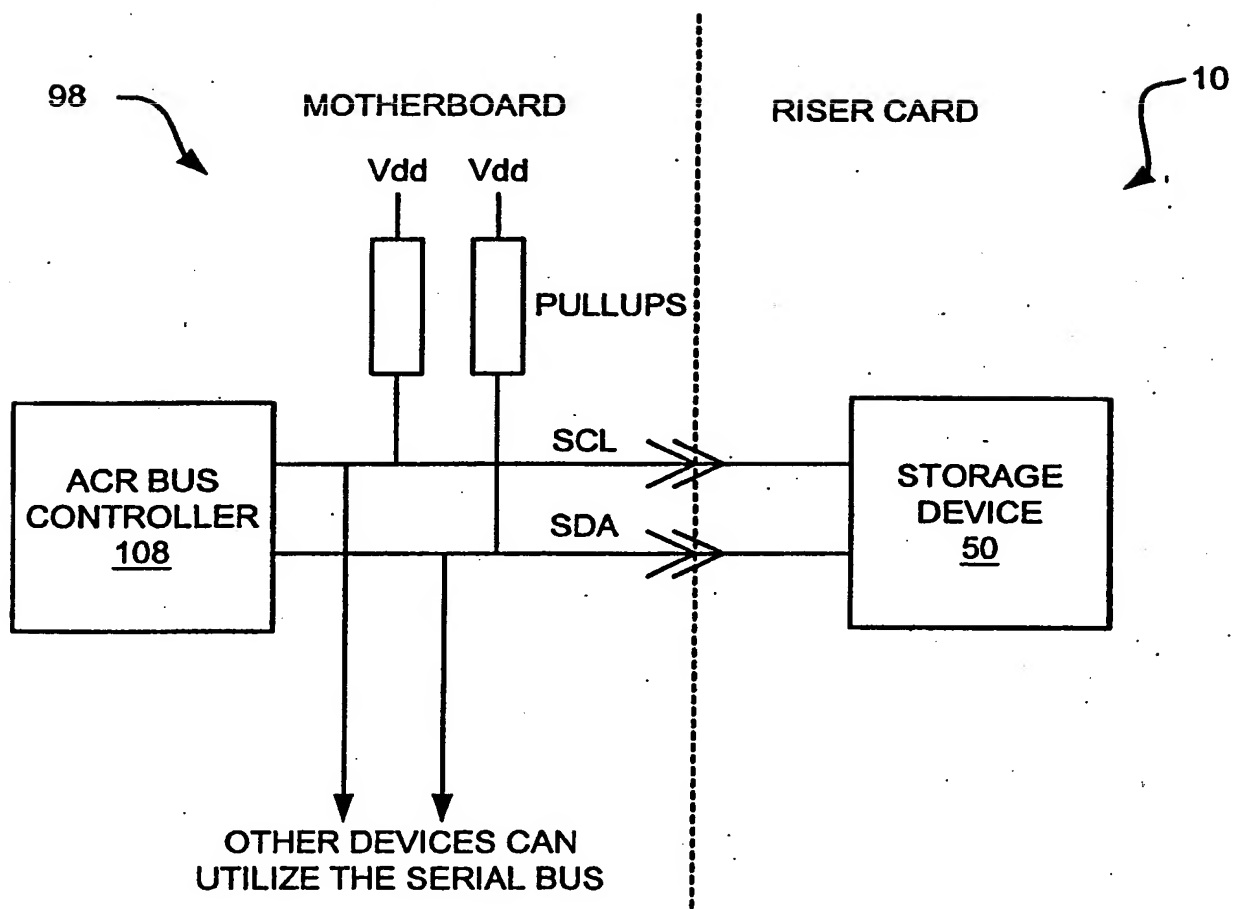 98
MOTHERBOARD
RISER CARD
10
Vdd
Vdd
PULLUPS
SCL
ACR BUS
CONTROLLER
108
SDA
STORAGE
DEVICE
50
OTHER DEVICES CAN
UTILIZE THE SERIAL BUS